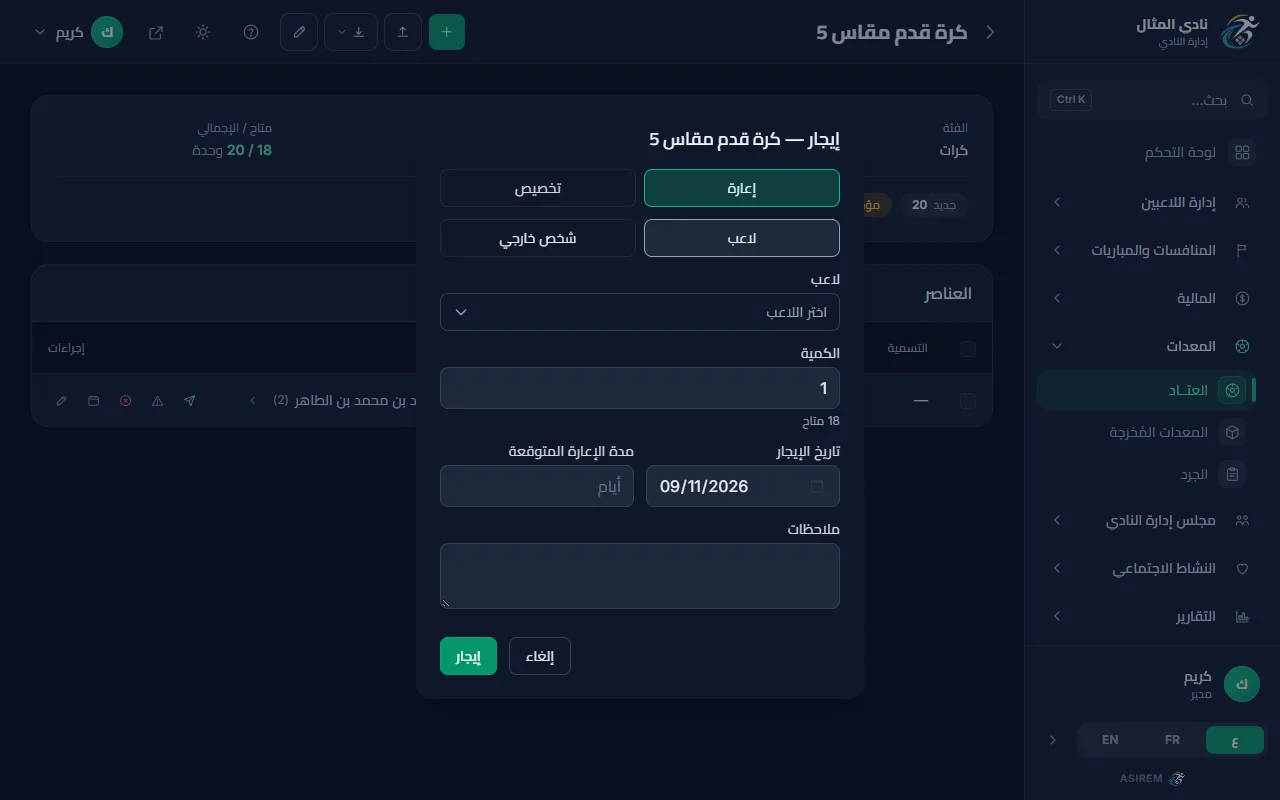 نادي المثال
إدارة النادي
بحث...
Ctrl K
لوحة التحكم
إدارة اللاعبين
المنافسات والمباريات
المالية
المعدات
العتــاد
المعدات المُخرَجة
الجرد
مجلس إدارة النادي
النشاط الاجتماعي
التقارير
كريم
مدير
ك
ع
FR
EN
ASIREM
كرة قدم مقاس 5
ك
كريم
الفئة
كرات
متاح / الإجمالي
18 / 20 وحدة
جديد 20
العناصر
التسمية
إجراءات
—
د بن محمد بن الطاهر (2)
إيجار — كرة قدم مقاس 5
إعارة
تخصيص
لاعب
شخص خارجي
لاعب
اختر اللاعب
الكمية
1
18 متاح
تاريخ الإيجار
مدة الإعارة المتوقعة
09/11/2026
أيام
ملاحظات
إلغاء
إيجار